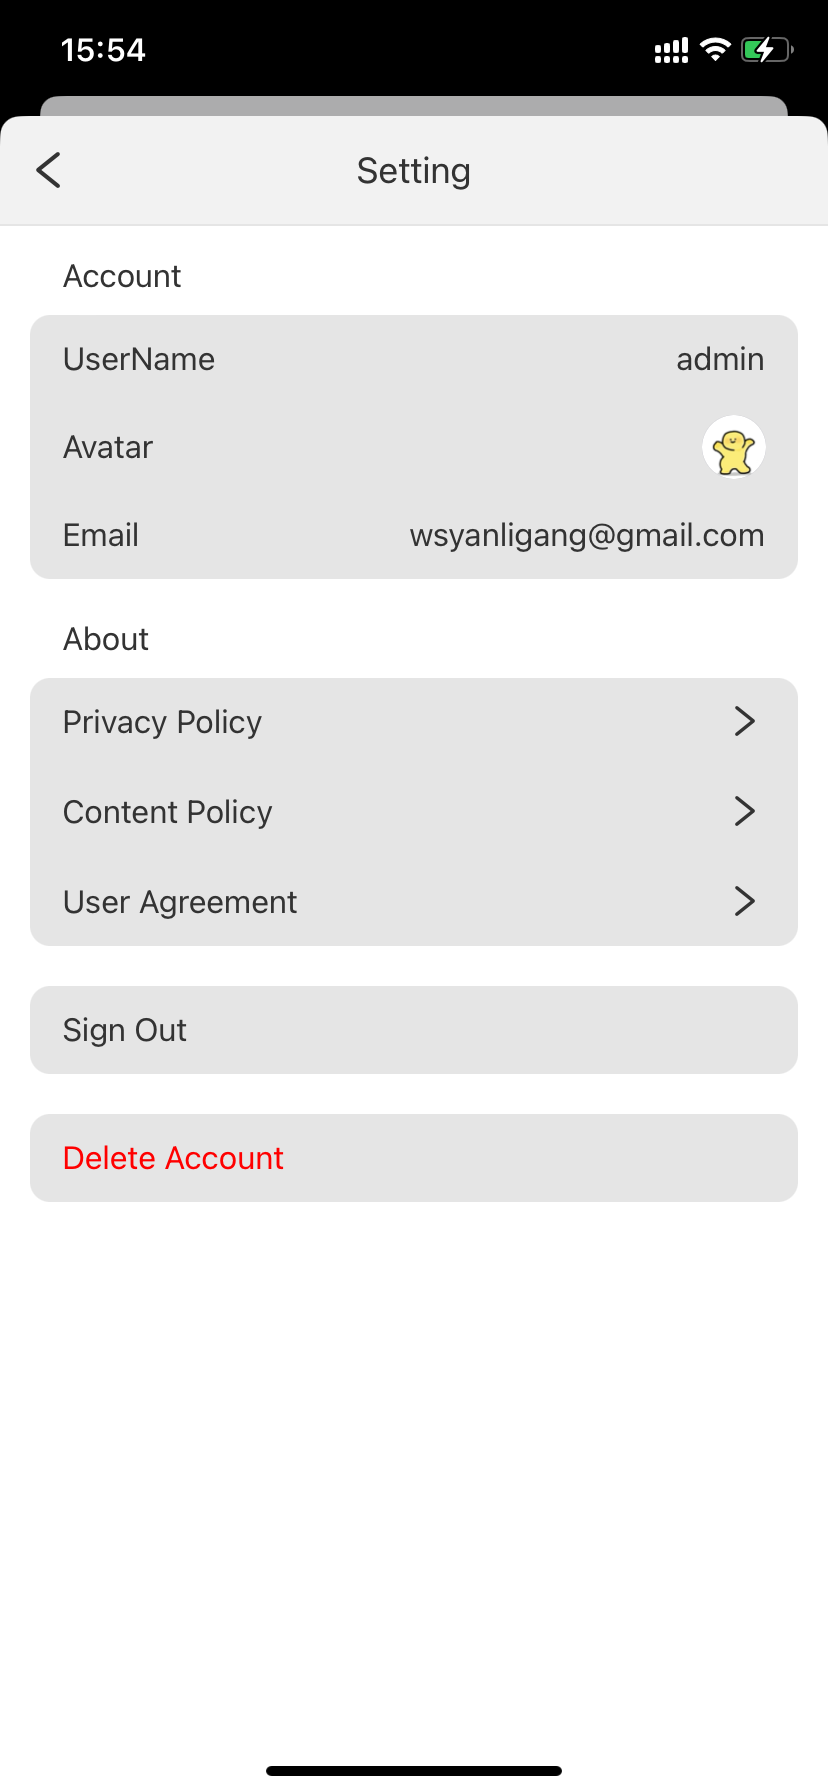 15:54
Setting
Account
UserName admin
Avatar
Email wsyanligang@gmail.com
About
Privacy Policy
Content Policy
User Agreement
Sign Out
Delete Account